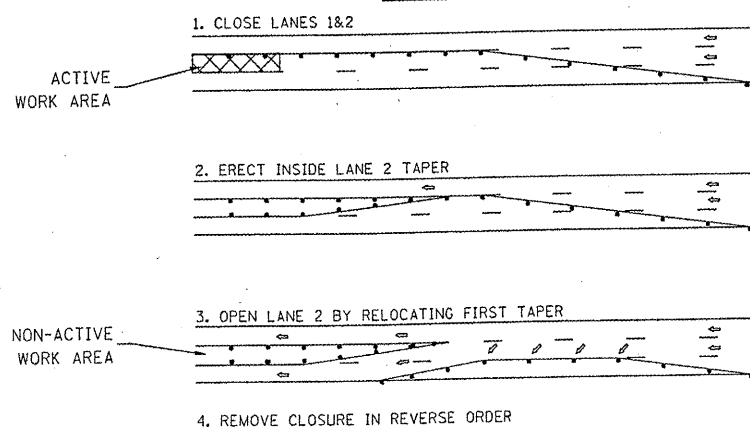 1. CLOSE LANES 1&2
ACTIVE
WORK AREA
2. ERECT INSIDE LANE 2 TAPER
3. OPEN LANE 2 BY RELOCATING FIRST TAPER
NON-ACTIVE
WORK AREA
4. REMOVE CLOSURE IN REVERSE ORDER